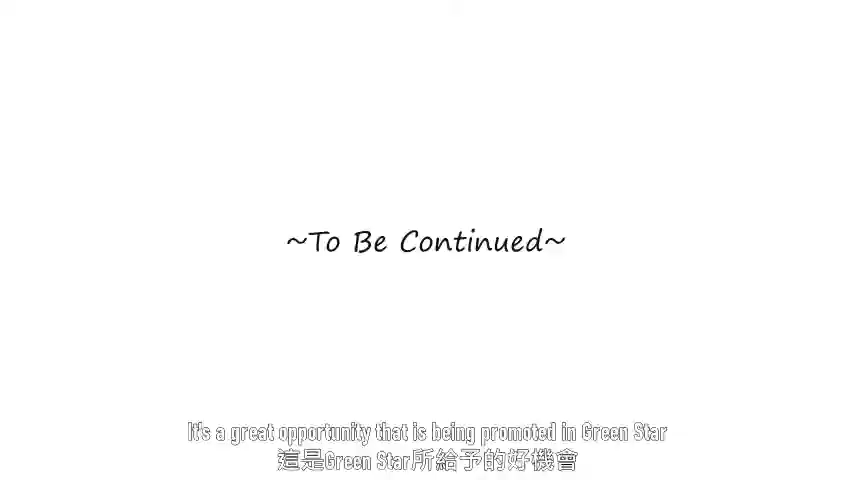 ~To Be Continued~
It's a great opportunity that is being promoted in Green Star
這是Green Star所給予的好機會